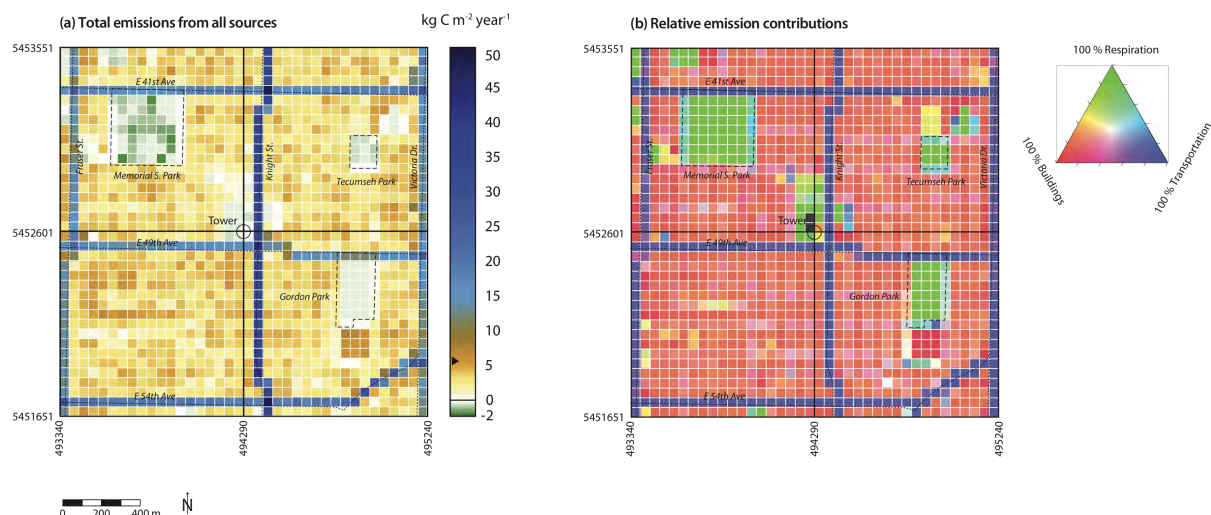 (a) Total emissions from all sources
kg C m⁻² year⁻¹
5453551
5452601
5451651
493340
494290
495240
E 41st Ave
Fraser St.
Memorial S. Park
Knight St.
Tecumseh Park
Victoria Dr.
Tower
E 49th Ave
Gordon Park
E 54th Ave
50
45
40
35
30
25
20
15
10
5
0
-2
0 200 400 m
N
(b) Relative emission contributions
5453551
5452601
5451651
493340
494290
495240
E 41st Ave
Fraser St.
Memorial S. Park
Knight St.
Tecumseh Park
Victoria Dr.
Tower
E 49th Ave
Gordon Park
E 54th Ave
100 % Respiration
100 % Buildings
100 % Transportation